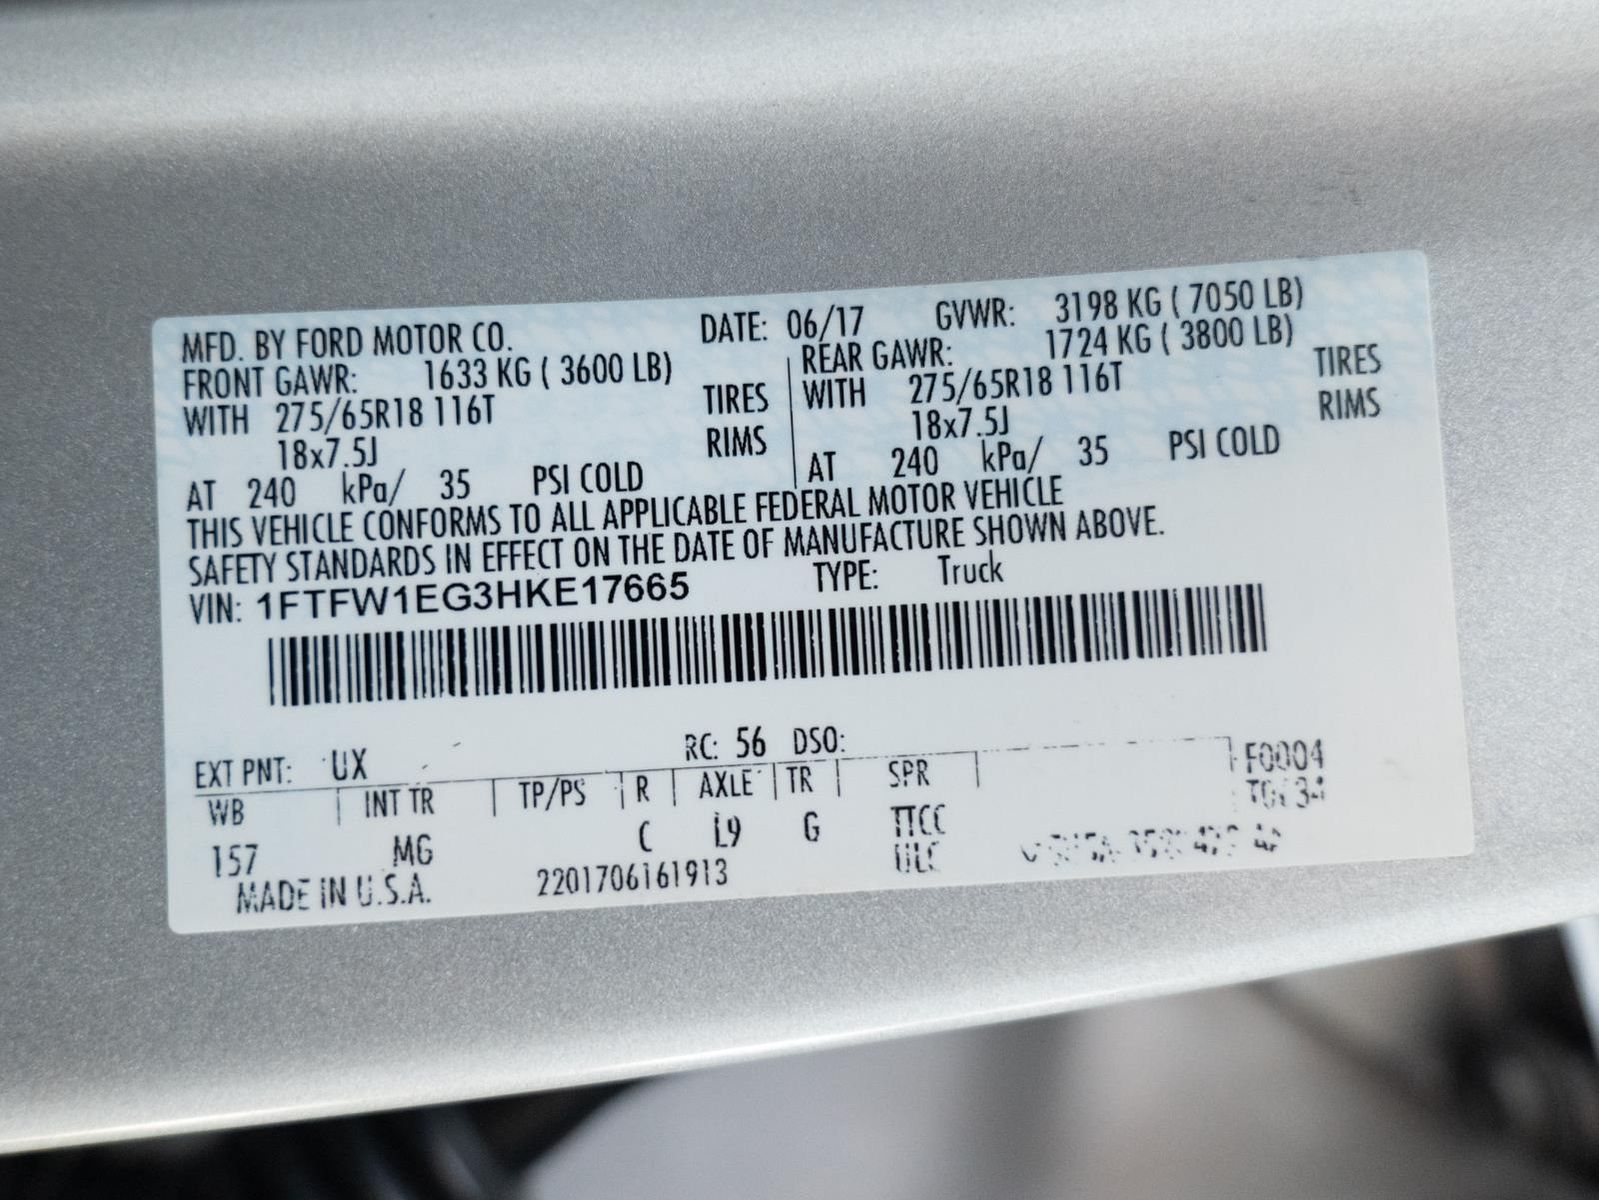 MFD. BY FORD MOTOR CO. DATE: 06/17 GVWR: 3198 KG ( 7050 LB)
FRONT GAWR: 1633 KG ( 3600 LB) REAR GAWR: 1724 KG ( 3800 LB)
WITH 275/65R18 116T TIRES WITH 275/65R18 116T TIRES
18x7.5J RIMS 18x7.5J RIMS
AT 240 kPa/ 35 PSI COLD AT 240 kPa/ 35 PSI COLD
THIS VEHICLE CONFORMS TO ALL APPLICABLE FEDERAL MOTOR VEHICLE
SAFETY STANDARDS IN EFFECT ON THE DATE OF MANUFACTURE SHOWN ABOVE.
VIN: 1FTFW1EG3HKE17665 TYPE: Truck
EXT PNT: UX RC: 56 DSO:
WB INT TR TP/PS R AXLE TR SPR F0004
157 MG C L9 G TTCC
MADE IN U.S.A. 2201706161913 ULC